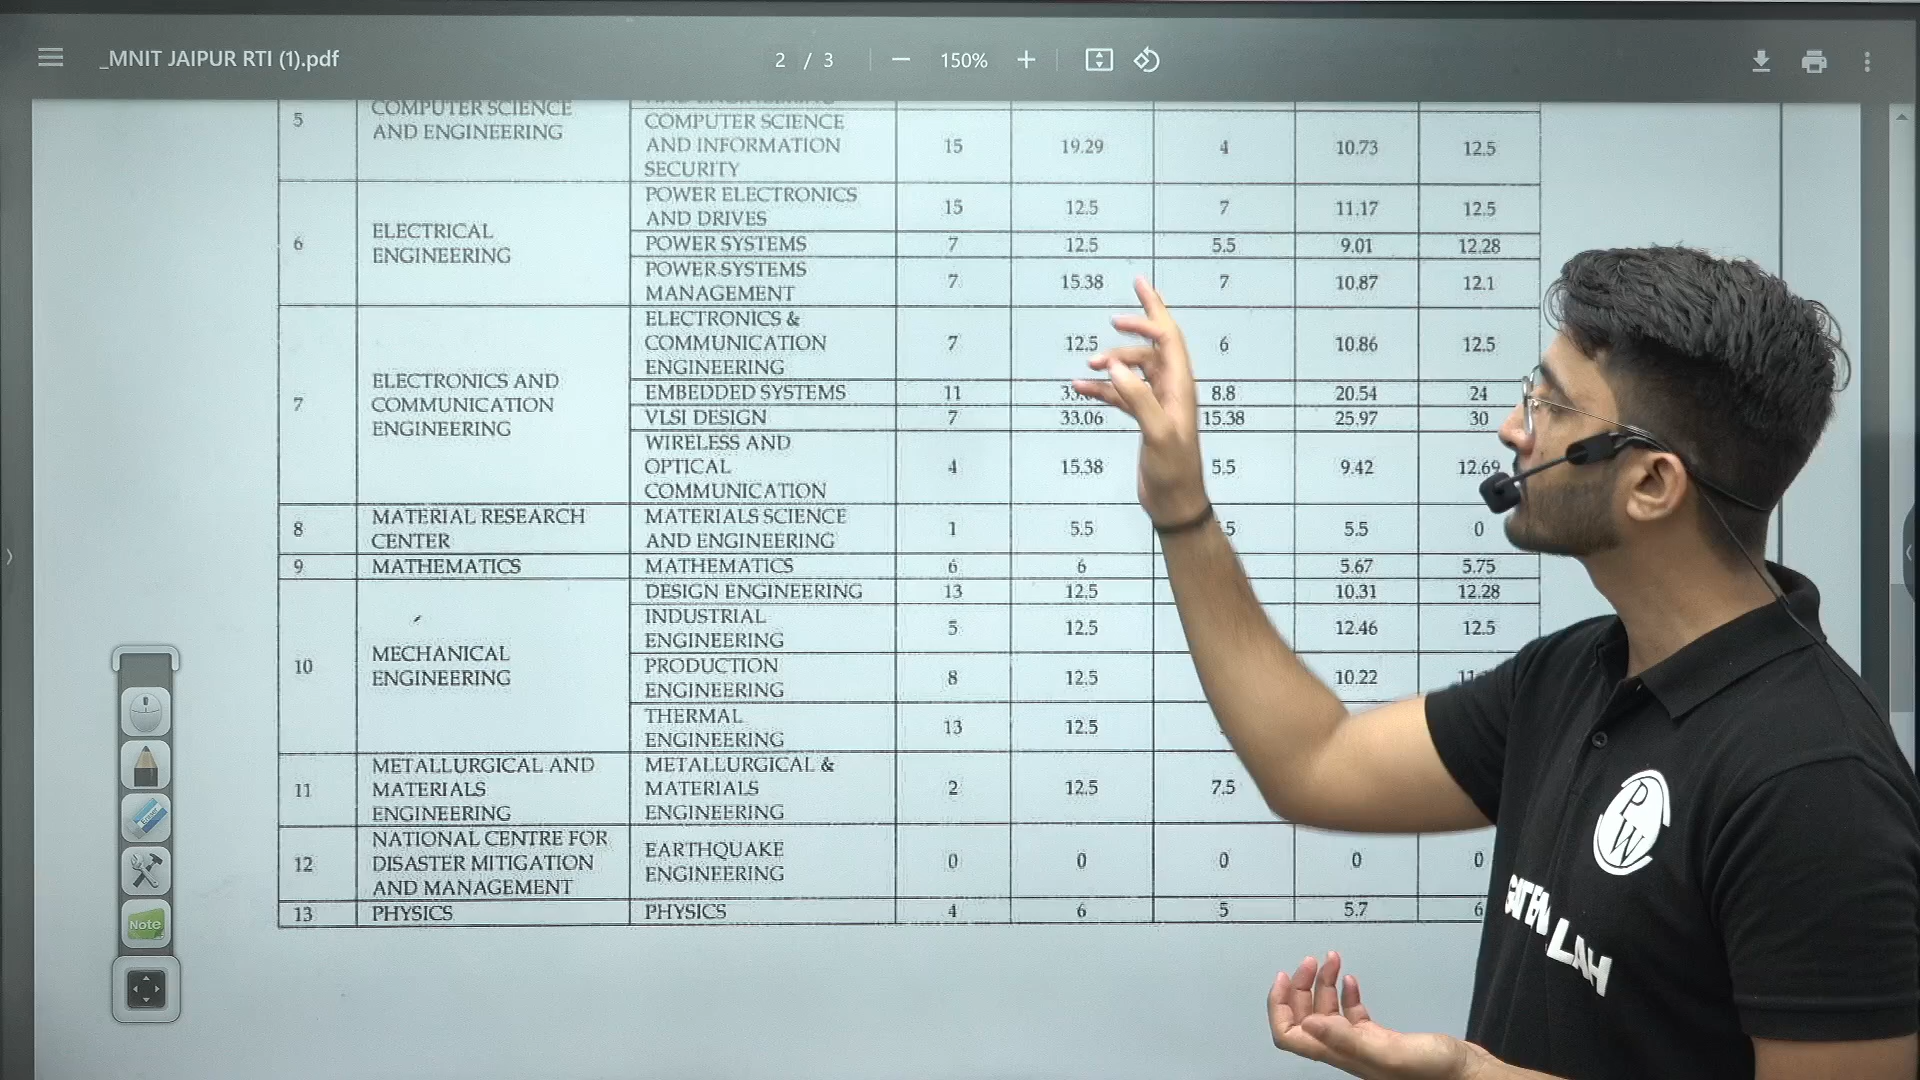 _MNIT JAIPUR RTI (1).pdf
2 / 3
150%
5 COMPUTER SCIENCE AND ENGINEERING
COMPUTER SCIENCE AND INFORMATION SECURITY 15 19.29 4 10.73 12.5
6 ELECTRICAL ENGINEERING
POWER ELECTRONICS AND DRIVES 15 12.5 7 11.17 12.5
POWER SYSTEMS 7 12.5 5.5 9.01 12.28
POWER SYSTEMS MANAGEMENT 7 15.38 7 10.87 12.1
7 ELECTRONICS AND COMMUNICATION ENGINEERING
ELECTRONICS & COMMUNICATION ENGINEERING 7 12.5 6 10.86 12.5
EMBEDDED SYSTEMS 11 8.8 20.54 24
VLSI DESIGN 7 33.06 15.38 25.97 30
WIRELESS AND OPTICAL COMMUNICATION 4 15.38 5.5 9.42 12.69
8 MATERIAL RESEARCH CENTER MATERIALS SCIENCE AND ENGINEERING 1 5.5 5.5 0
9 MATHEMATICS MATHEMATICS 6 6 5.67 5.75
10 MECHANICAL ENGINEERING
DESIGN ENGINEERING 13 12.5 10.31 12.28
INDUSTRIAL ENGINEERING 5 12.5 12.46 12.5
PRODUCTION ENGINEERING 8 12.5 10.22
THERMAL ENGINEERING 13 12.5
11 METALLURGICAL AND MATERIALS ENGINEERING METALLURGICAL & MATERIALS ENGINEERING 2 12.5 7.5
12 NATIONAL CENTRE FOR DISASTER MITIGATION AND MANAGEMENT EARTHQUAKE ENGINEERING 0 0 0 0 0
13 PHYSICS PHYSICS 4 6 5 5.7 6
Note
PW